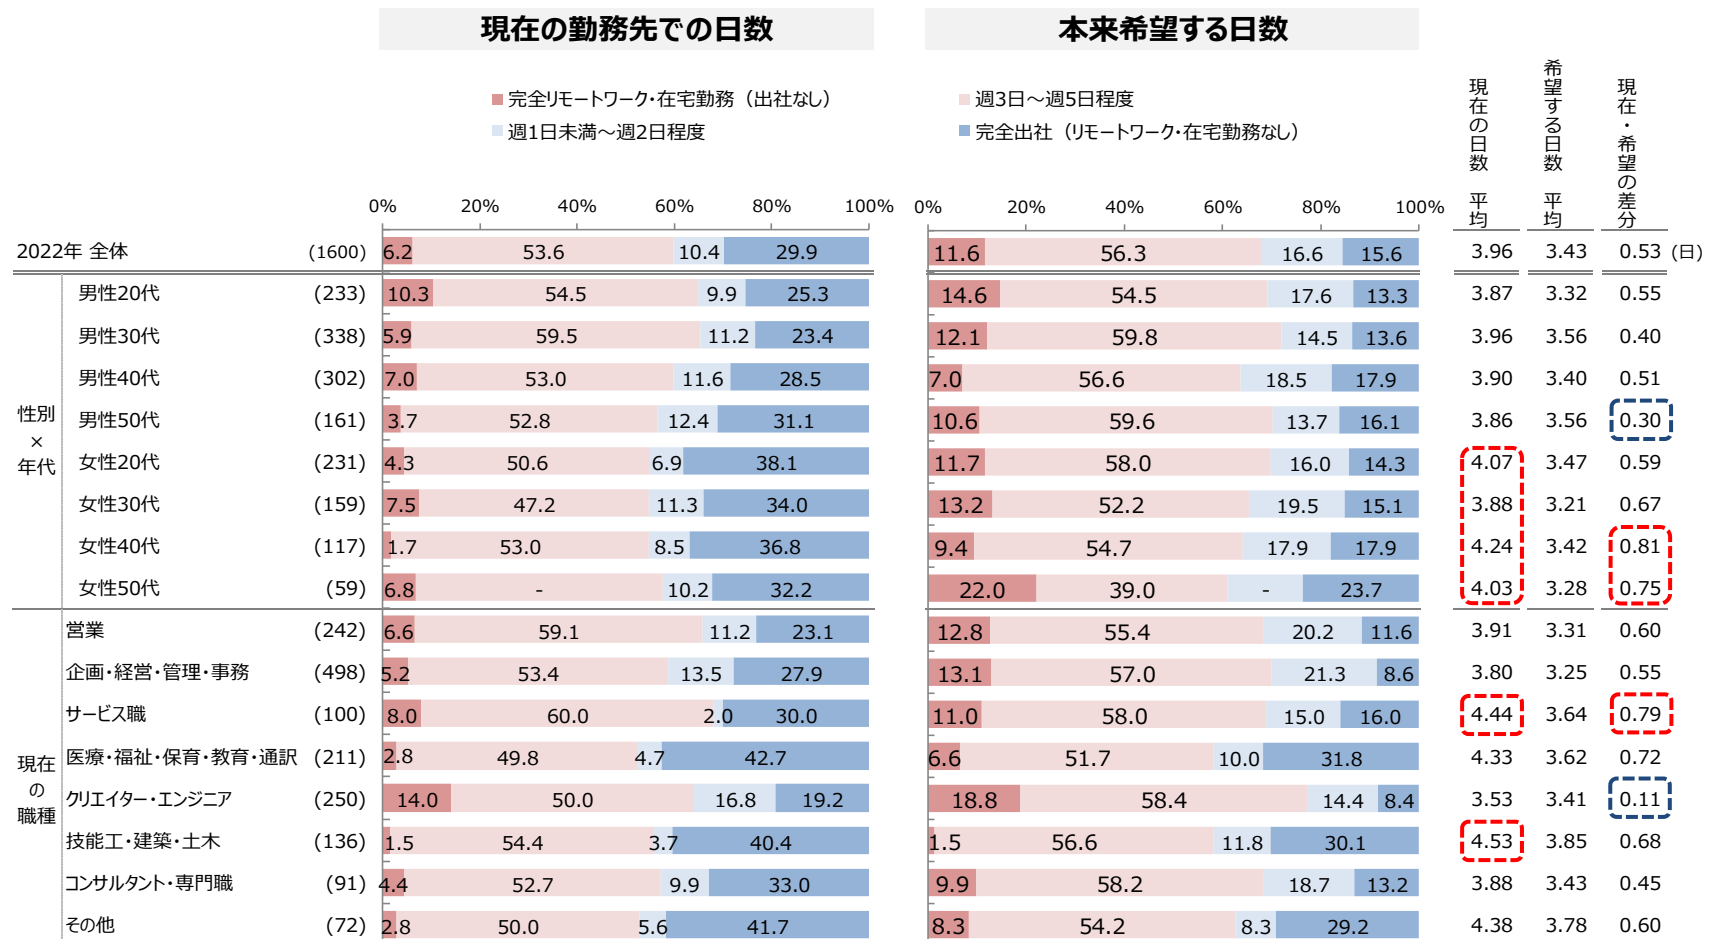 現在の勤務先での日数
本来希望する日数
完全リモートワーク・在宅勤務（出社なし）
週3日～週5日程度
週1日未満～週2日程度
完全出社（リモートワーク・在宅勤務なし）
現在の日数 平均
希望する日数 平均
現在・希望の差分
0% 20% 40% 60% 80% 100%
0% 20% 40% 60% 80% 100%
2022年 全体 (1600) 6.2 53.6 10.4 29.9 11.6 56.3 16.6 15.6 3.96 3.43 0.53 (日)
性別×年代
男性20代 (233) 10.3 54.5 9.9 25.3 14.6 54.5 17.6 13.3 3.87 3.32 0.55
男性30代 (338) 5.9 59.5 11.2 23.4 12.1 59.8 14.5 13.6 3.96 3.56 0.40
男性40代 (302) 7.0 53.0 11.6 28.5 7.0 56.6 18.5 17.9 3.90 3.40 0.51
男性50代 (161) 3.7 52.8 12.4 31.1 10.6 59.6 13.7 16.1 3.86 3.56 0.30
女性20代 (231) 4.3 50.6 6.9 38.1 11.7 58.0 16.0 14.3 4.07 3.47 0.59
女性30代 (159) 7.5 47.2 11.3 34.0 13.2 52.2 19.5 15.1 3.88 3.21 0.67
女性40代 (117) 1.7 53.0 8.5 36.8 9.4 54.7 17.9 17.9 4.24 3.42 0.81
女性50代 (59) 6.8 - 10.2 32.2 22.0 39.0 - 23.7 4.03 3.28 0.75
現在の職種
営業 (242) 6.6 59.1 11.2 23.1 12.8 55.4 20.2 11.6 3.91 3.31 0.60
企画・経営・管理・事務 (498) 5.2 53.4 13.5 27.9 13.1 57.0 21.3 8.6 3.80 3.25 0.55
サービス職 (100) 8.0 60.0 2.0 30.0 11.0 58.0 15.0 16.0 4.44 3.64 0.79
医療・福祉・保育・教育・通訳 (211) 2.8 49.8 4.7 42.7 6.6 51.7 10.0 31.8 4.33 3.62 0.72
クリエイター・エンジニア (250) 14.0 50.0 16.8 19.2 18.8 58.4 14.4 8.4 3.53 3.41 0.11
技能工・建築・土木 (136) 1.5 54.4 3.7 40.4 1.5 56.6 11.8 30.1 4.53 3.85 0.68
コンサルタント・専門職 (91) 4.4 52.7 9.9 33.0 9.9 58.2 18.7 13.2 3.88 3.43 0.45
その他 (72) 2.8 50.0 5.6 41.7 8.3 54.2 8.3 29.2 4.38 3.78 0.60